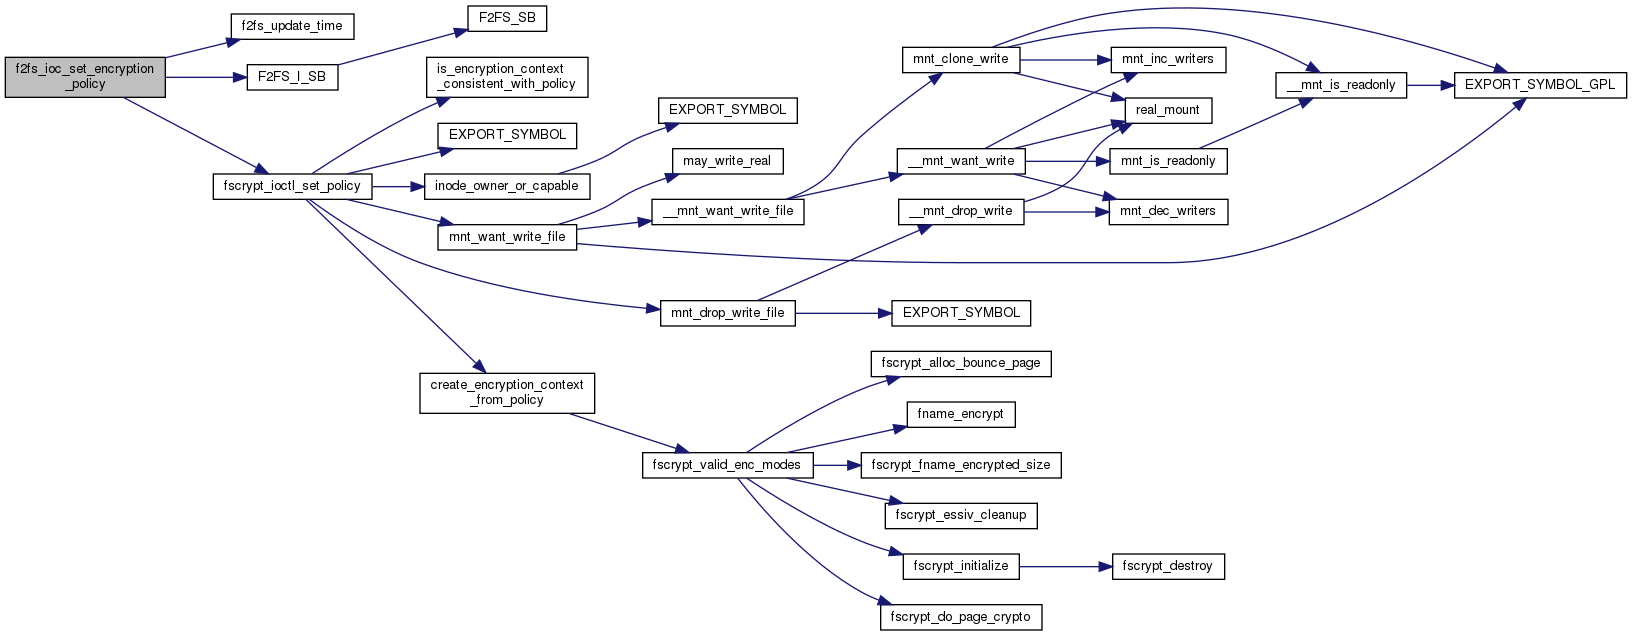 f2fs_ioc_set_encryption
_policy
f2fs_update_time
F2FS_I_SB
fscrypt_ioctl_set_policy
F2FS_SB
is_encryption_context
_consistent_with_policy
EXPORT_SYMBOL
inode_owner_or_capable
mnt_want_write_file
create_encryption_context
_from_policy
EXPORT_SYMBOL
may_write_real
__mnt_want_write_file
mnt_drop_write_file
fscrypt_valid_enc_modes
mnt_clone_write
__mnt_want_write
__mnt_drop_write
EXPORT_SYMBOL
fscrypt_alloc_bounce_page
fname_encrypt
fscrypt_fname_encrypted_size
fscrypt_essiv_cleanup
fscrypt_initialize
fscrypt_do_page_crypto
mnt_inc_writers
real_mount
mnt_is_readonly
mnt_dec_writers
fscrypt_destroy
__mnt_is_readonly
EXPORT_SYMBOL_GPL